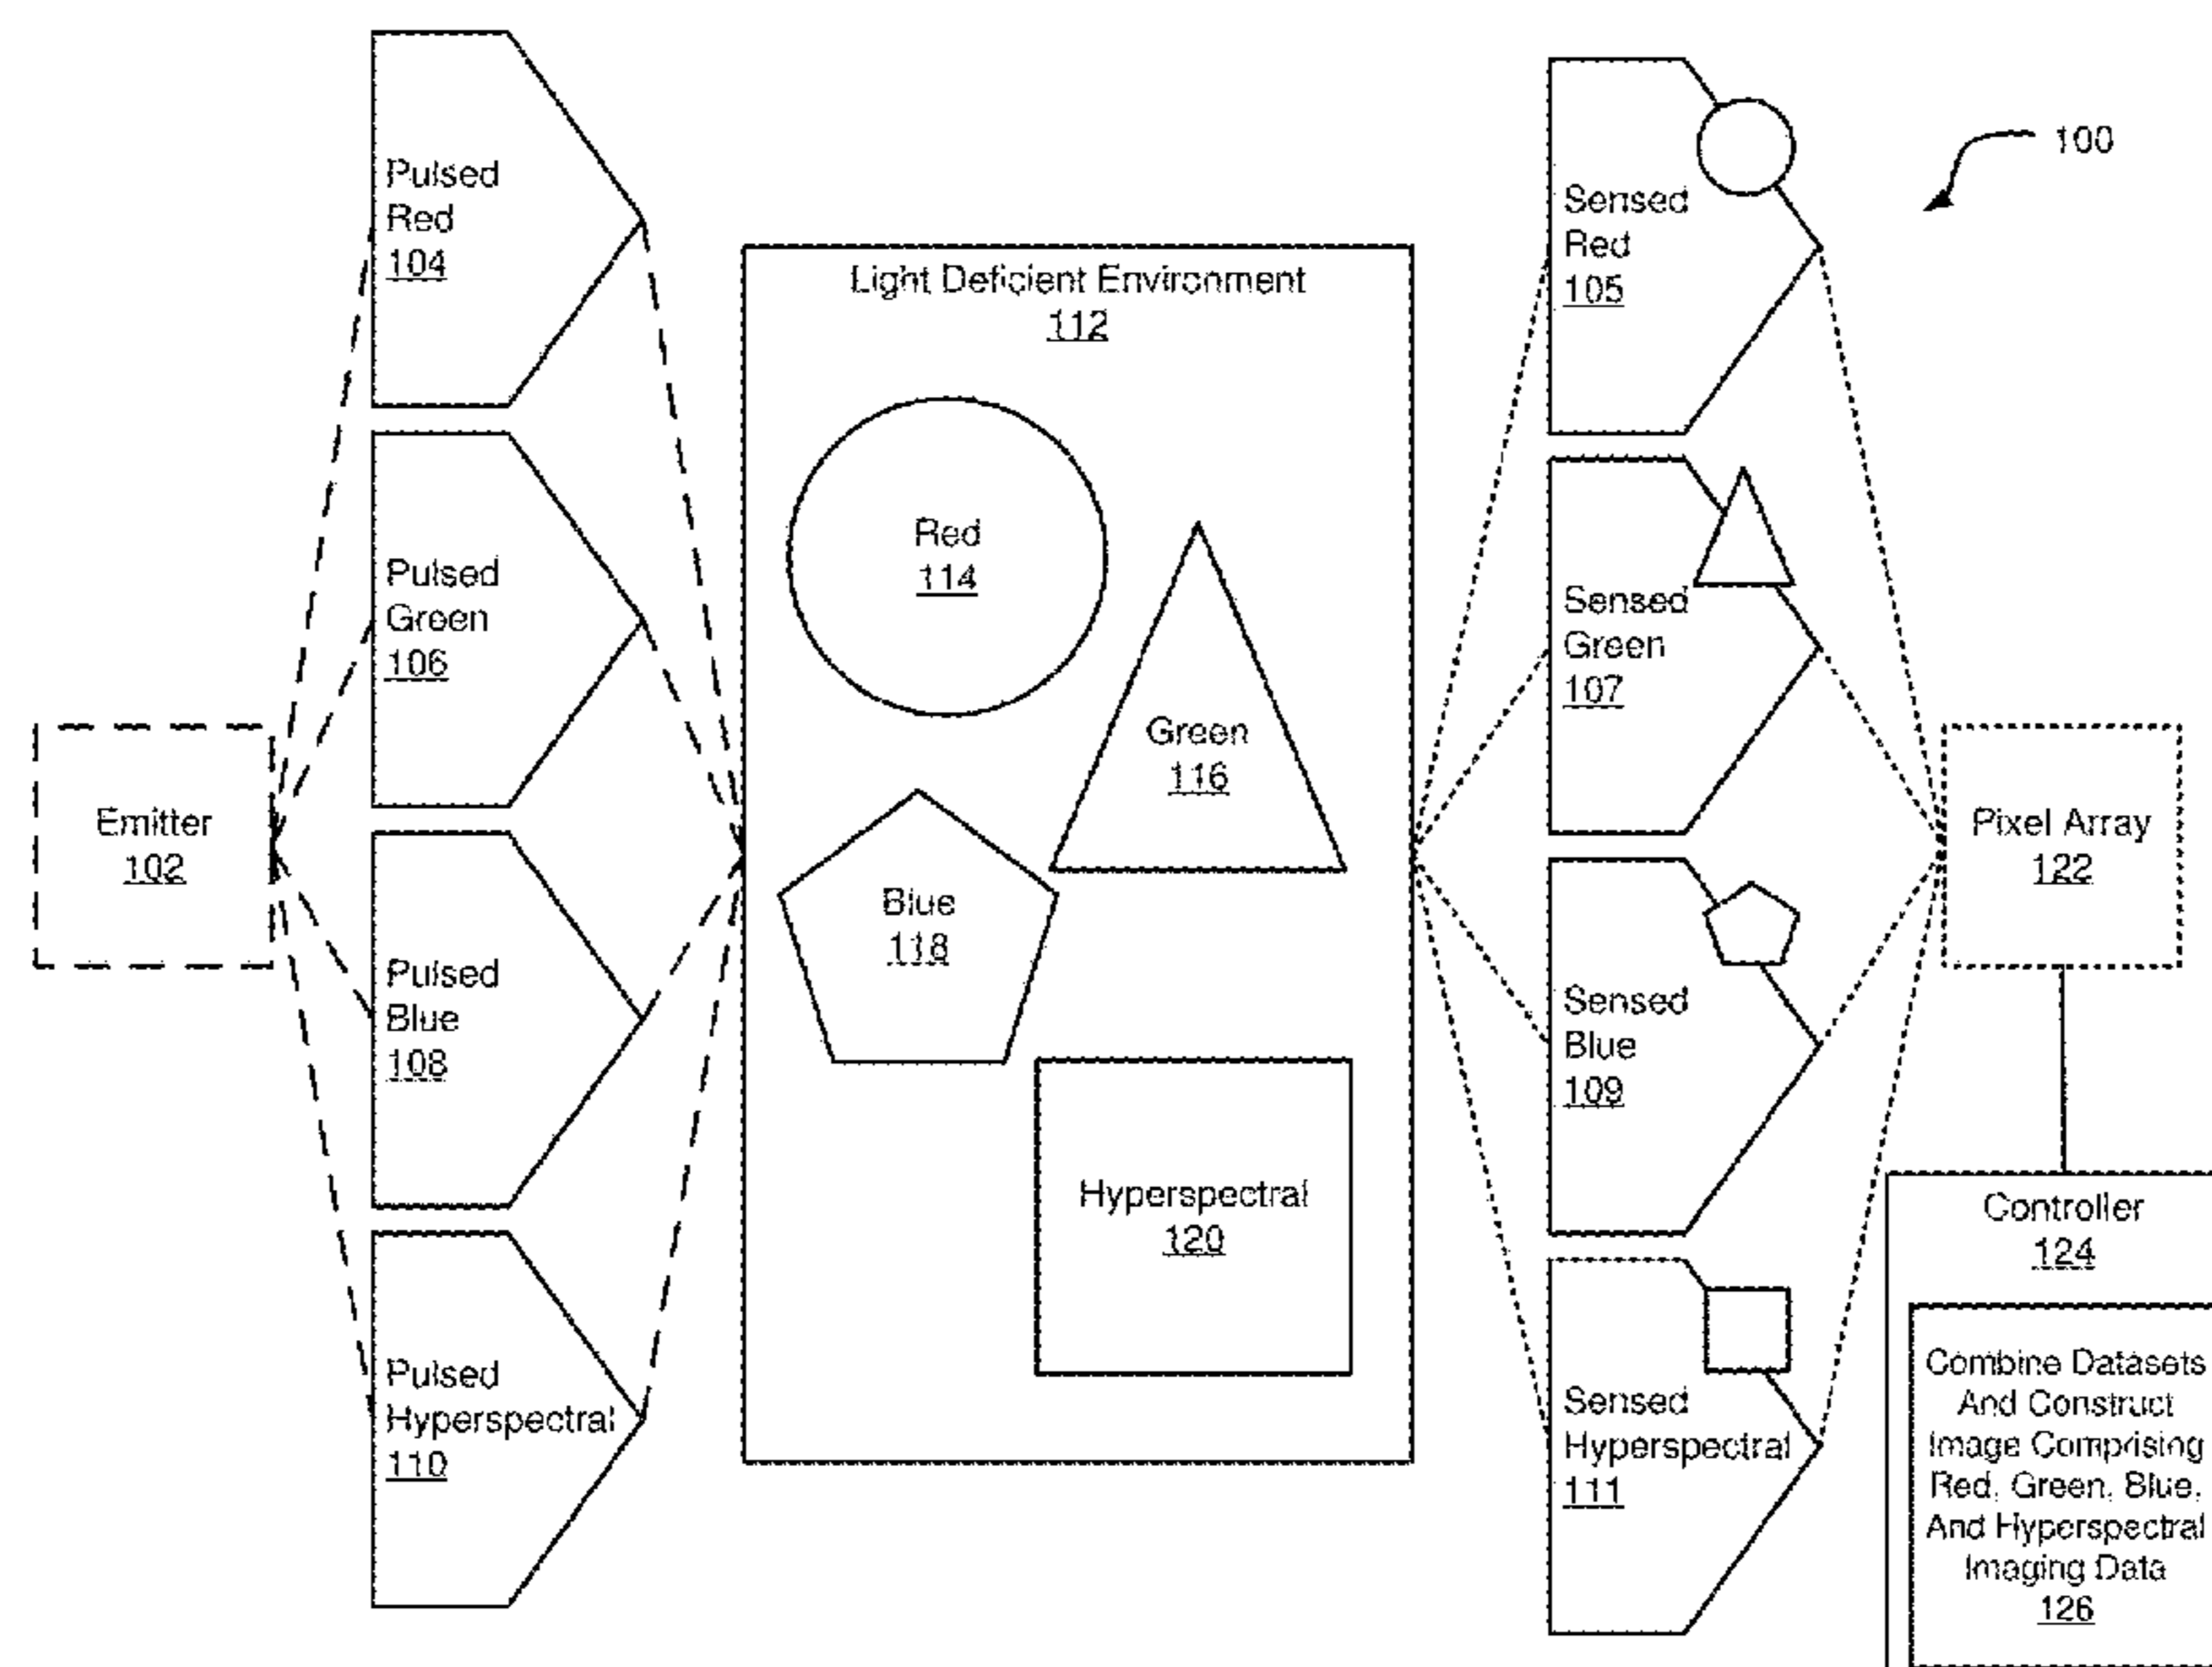 Pulsed
Red
104
Pulsed
Green
106
Emitter
102
Pulsed
Blue
108
Pulsed
Hyperspectral
110
Light Deficient Environment
112
Red
114
Green
116
Blue
118
Hyperspectral
120
Sensed
Red
105
Sensed
Green
107
Sensed
Blue
109
Sensed
Hyperspectral
111
100
Pixel Array
122
Controller
124
Combine Datasets
And Construct
Image Comprising
Red, Green, Blue,
And Hyperspectral
Imaging Data
126